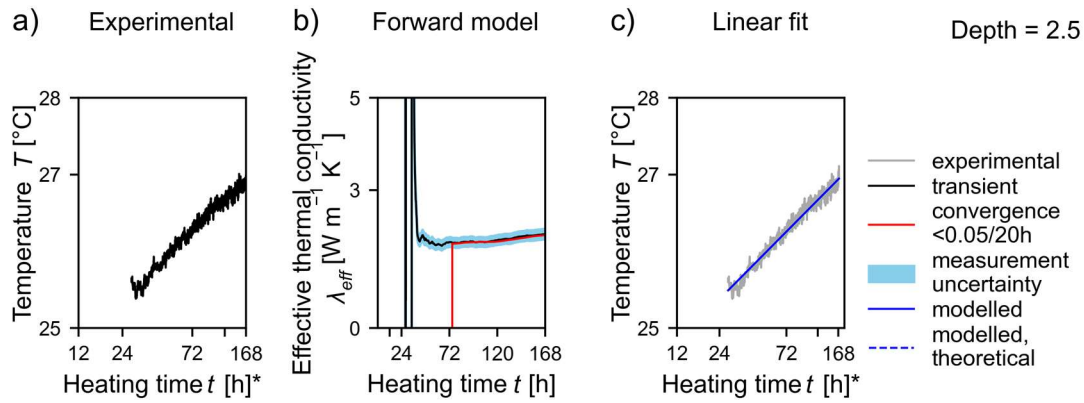 a) Experimental
b) Forward model
c) Linear fit
Depth = 2.5
Temperature T [°C]
28
27
25
12 24 72 168
Heating time t [h]*
Effective thermal conductivity
λeff [W m⁻¹ K⁻¹]
5
3
0
24 72 120 168
Heating time t [h]
Temperature T [°C]
28
27
25
12 24 72 168
Heating time t [h]*
experimental
transient
convergence
<0.05/20h
measurement
uncertainty
modelled
modelled,
theoretical